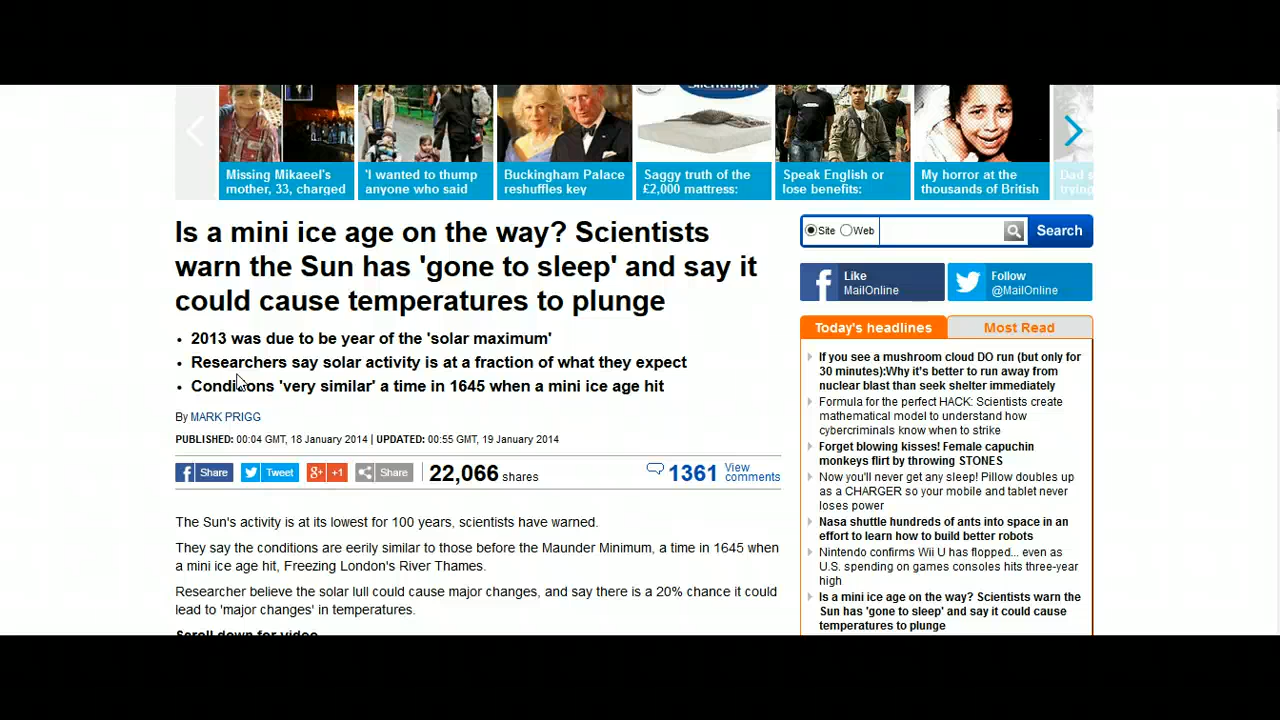 Silentnight
Missing Mikaeel's
mother, 33, charged
'I wanted to thump
anyone who said
Buckingham Palace
reshuffles key
Saggy truth of the
£2,000 mattress:
Speak English or
lose benefits:
My horror at the
thousands of British
Dad s
trying
Is a mini ice age on the way? Scientists
warn the Sun has 'gone to sleep' and say it
could cause temperatures to plunge
2013 was due to be year of the 'solar maximum'
Researchers say solar activity is at a fraction of what they expect
Conditions 'very similar' a time in 1645 when a mini ice age hit
By MARK PRIGG
PUBLISHED: 00:04 GMT, 18 January 2014 | UPDATED: 00:55 GMT, 19 January 2014
Share
Tweet
g+ +1
Share
22,066 shares
1361 View
comments
The Sun's activity is at its lowest for 100 years, scientists have warned.
They say the conditions are eerily similar to those before the Maunder Minimum, a time in 1645 when
a mini ice age hit, Freezing London's River Thames.
Researcher believe the solar lull could cause major changes, and say there is a 20% chance it could
lead to 'major changes' in temperatures.
Scroll down for video
Site Web
Search
Like
MailOnline
Follow
@MailOnline
Today's headlines
Most Read
If you see a mushroom cloud DO run (but only for
30 minutes):Why it's better to run away from
nuclear blast than seek shelter immediately
Formula for the perfect HACK: Scientists create
mathematical model to understand how
cybercriminals know when to strike
Forget blowing kisses! Female capuchin
monkeys flirt by throwing STONES
Now you'll never get any sleep! Pillow doubles up
as a CHARGER so your mobile and tablet never
loses power
Nasa shuttle hundreds of ants into space in an
effort to learn how to build better robots
Nintendo confirms Wii U has flopped... even as
U.S. spending on games consoles hits three-year
high
Is a mini ice age on the way? Scientists warn the
Sun has 'gone to sleep' and say it could cause
temperatures to plunge